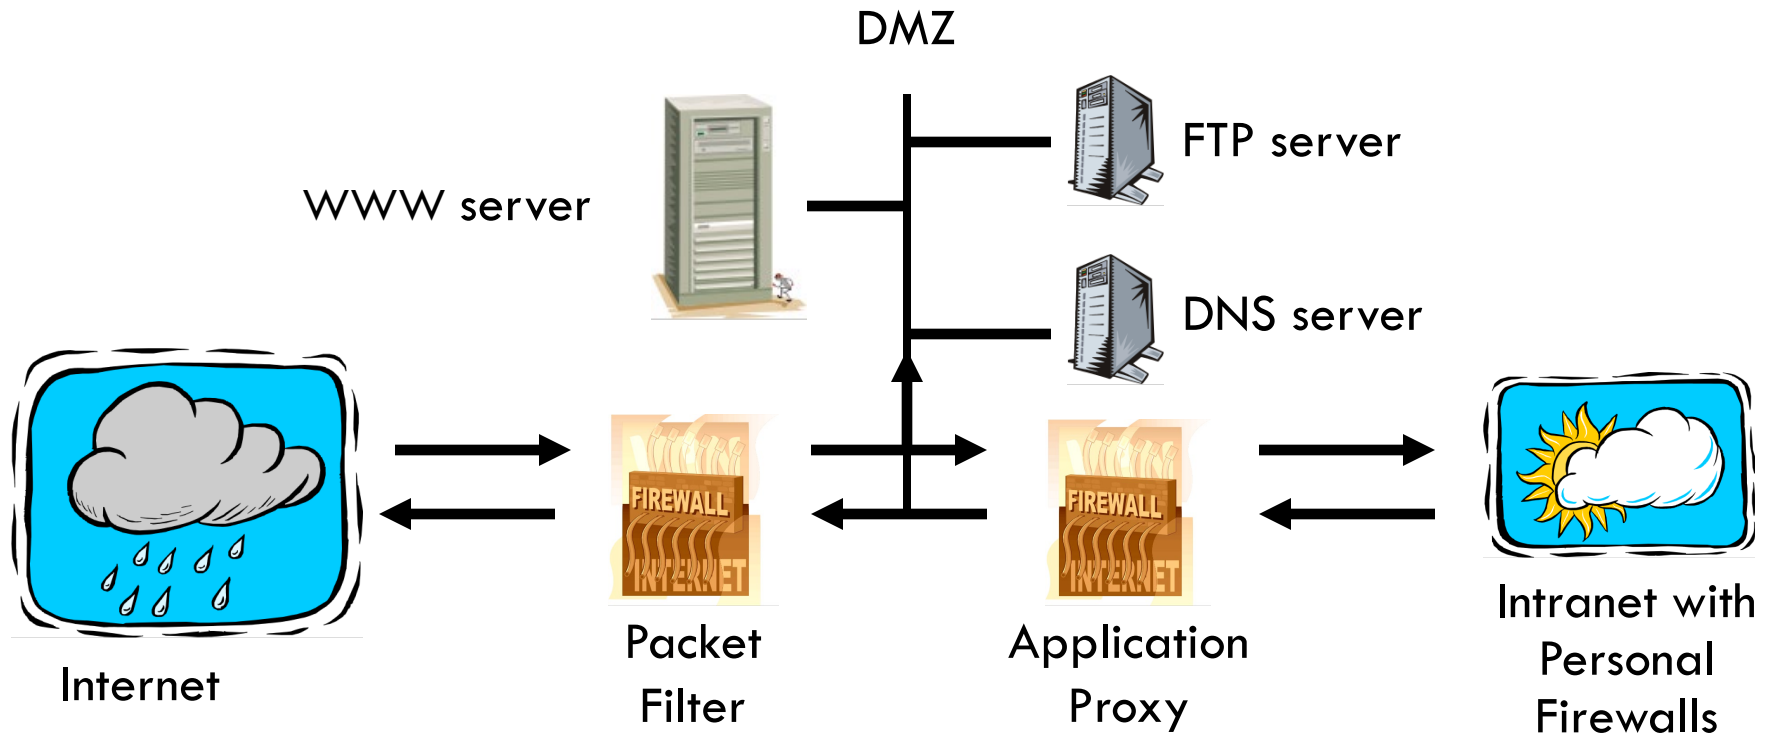 DMZ
FTP server
WWW server
DNS server
FIREWALL
INTERNET
FIREWALL
INTERNET
Internet
Packet
Filter
Application
Proxy
Intranet with
Personal
Firewalls